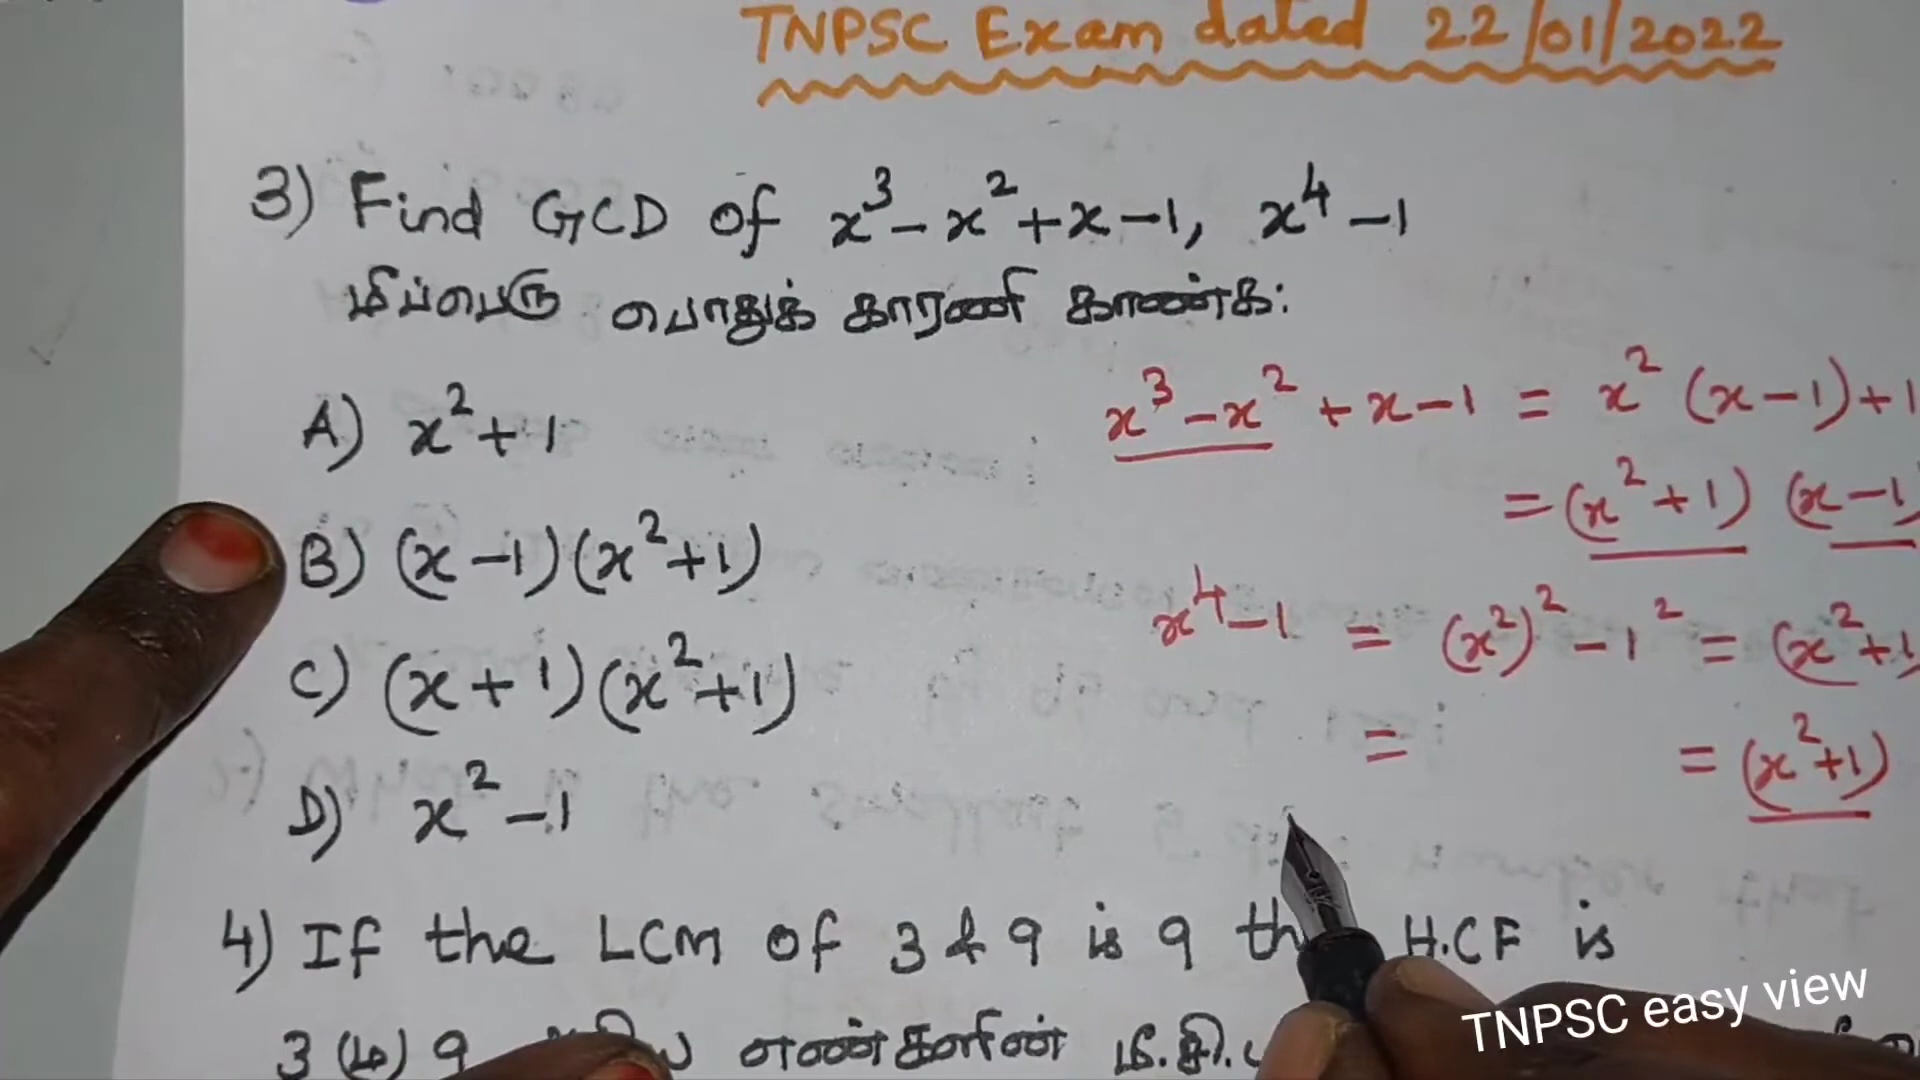 TNPSC Exam dated 22/01/2022
3) Find GCD of x³-x²+x-1, x⁴-1
மீப்பெரு பொதுக் காரணி காண்க:
A) x²+1
B) (x-1)(x²+1)
C) (x+1)(x²+1)
D) x²-1
x³-x²+x-1 = x²(x-1)+1
=(x²+1)(x-1)
x⁴-1 = (x²)²-1² = (x²+1
= =(x²+1)
4) If the LCM of 3 & 9 is 9 H.C.F is
3 (ம) 9 எண்களின் மீ.சி.
TNPSC easy view